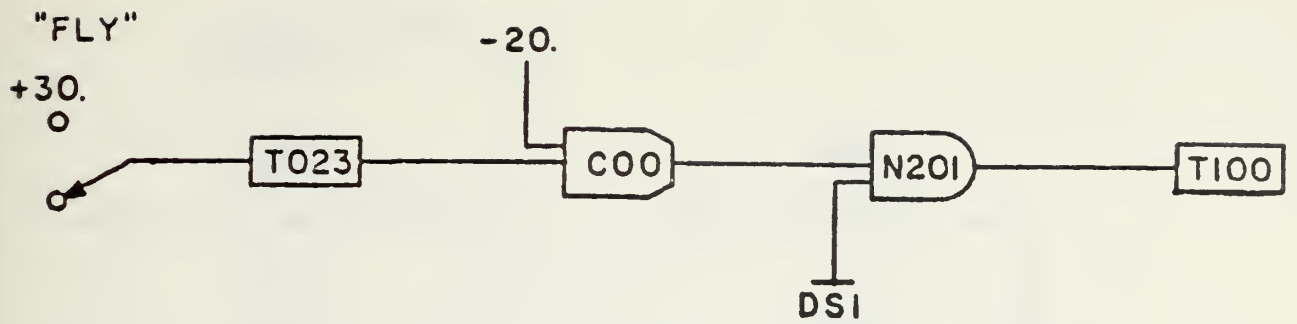 "FLY"
+30.
-20.
T023
C00
N201
T100
DS1